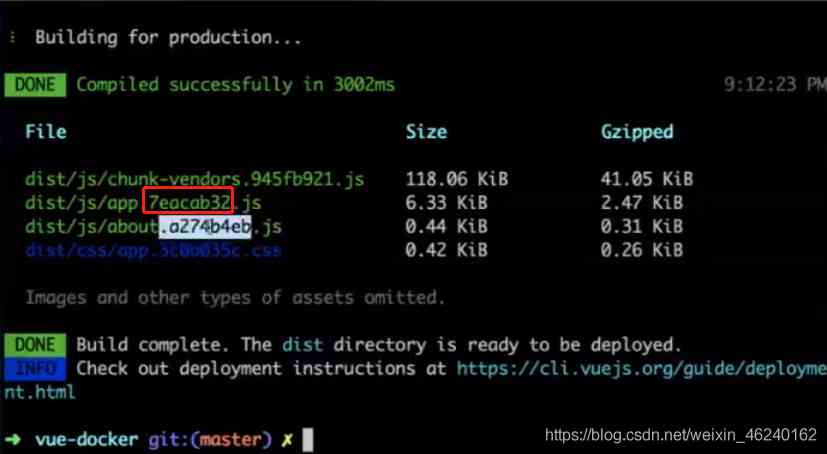 Building for production...
DONE Compiled successfully in 3002ms 9:12:23 PM
File Size Gzipped
dist/js/chunk-vendors.945fb921.js 118.06 KiB 41.05 KiB
dist/js/app.7eacab32.js 6.33 KiB 2.47 KiB
dist/js/about.a274b4eb.js 0.44 KiB 0.31 KiB
dist/css/app.3c0b035c.css 0.42 KiB 0.26 KiB
Images and other types of assets omitted.
DONE Build complete. The dist directory is ready to be deployed.
INFO Check out deployment instructions at https://cli.vuejs.org/guide/deployme
nt.html
➜ vue-docker git:(master) ✗
https://blog.csdn.net/weixin_46240162